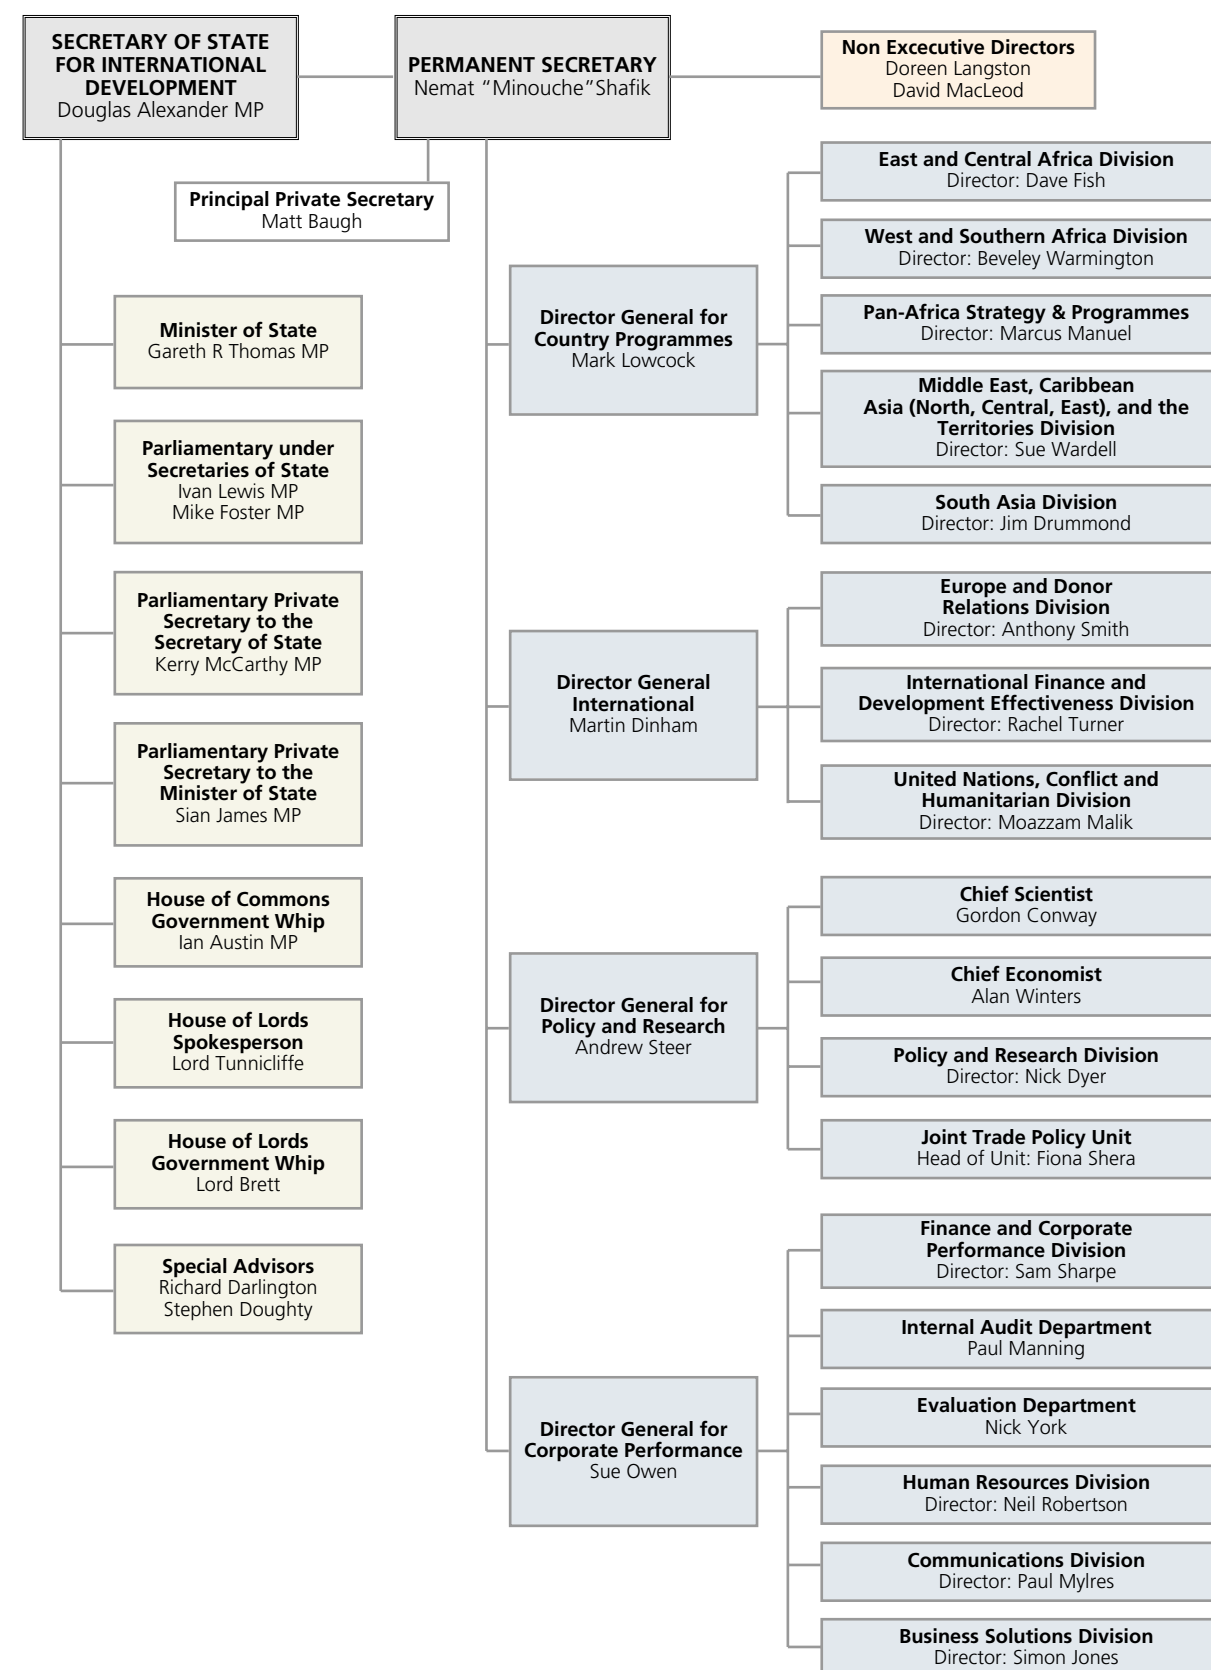 SECRETARY OF STATE
FOR INTERNATIONAL
DEVELOPMENT
Douglas Alexander MP
PERMANENT SECRETARY
Nemat “Minouche”Shafik
Non Excecutive Directors
Doreen Langston
David MacLeod
Principal Private Secretary
Matt Baugh
Minister of State
Gareth R Thomas MP
Parliamentary under
Secretaries of State
Ivan Lewis MP
Mike Foster MP
Parliamentary Private
Secretary to the
Secretary of State
Kerry McCarthy MP
Parliamentary Private
Secretary to the
Minister of State
Sian James MP
House of Commons
Government Whip
Ian Austin MP
House of Lords
Spokesperson
Lord Tunnicliffe
House of Lords
Government Whip
Lord Brett
Special Advisors
Richard Darlington
Stephen Doughty
Director General for
Country Programmes
Mark Lowcock
East and Central Africa Division
Director: Dave Fish
West and Southern Africa Division
Director: Beveley Warmington
Pan-Africa Strategy & Programmes
Director: Marcus Manuel
Middle East, Caribbean
Asia (North, Central, East), and the
Territories Division
Director: Sue Wardell
South Asia Division
Director: Jim Drummond
Director General
International
Martin Dinham
Europe and Donor
Relations Division
Director: Anthony Smith
International Finance and
Development Effectiveness Division
Director: Rachel Turner
United Nations, Conflict and
Humanitarian Division
Director: Moazzam Malik
Director General for
Policy and Research
Andrew Steer
Chief Scientist
Gordon Conway
Chief Economist
Alan Winters
Policy and Research Division
Director: Nick Dyer
Joint Trade Policy Unit
Head of Unit: Fiona Shera
Director General for
Corporate Performance
Sue Owen
Finance and Corporate
Performance Division
Director: Sam Sharpe
Internal Audit Department
Paul Manning
Evaluation Department
Nick York
Human Resources Division
Director: Neil Robertson
Communications Division
Director: Paul Mylres
Business Solutions Division
Director: Simon Jones